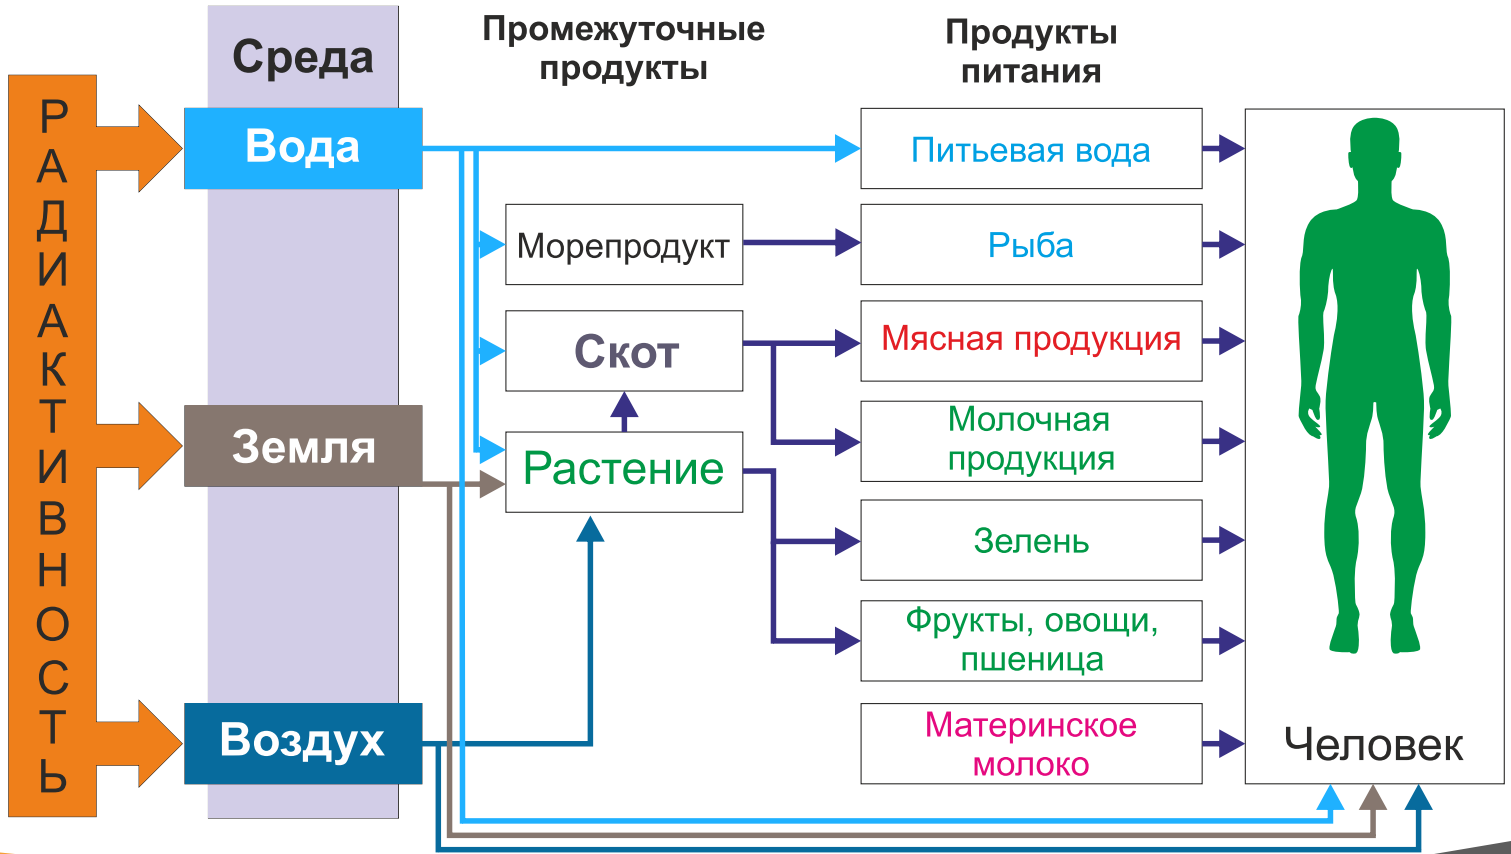 РАДИАКТИВНОСТЬ
Среда
Промежуточные
продукты
Продукты
питания
Вода
Питьевая вода
Морепродукт
Рыба
Скот
Мясная продукция
Земля
Растение
Молочная
продукция
Зелень
Фрукты, овощи,
пшеница
Воздух
Материнское
молоко
Человек